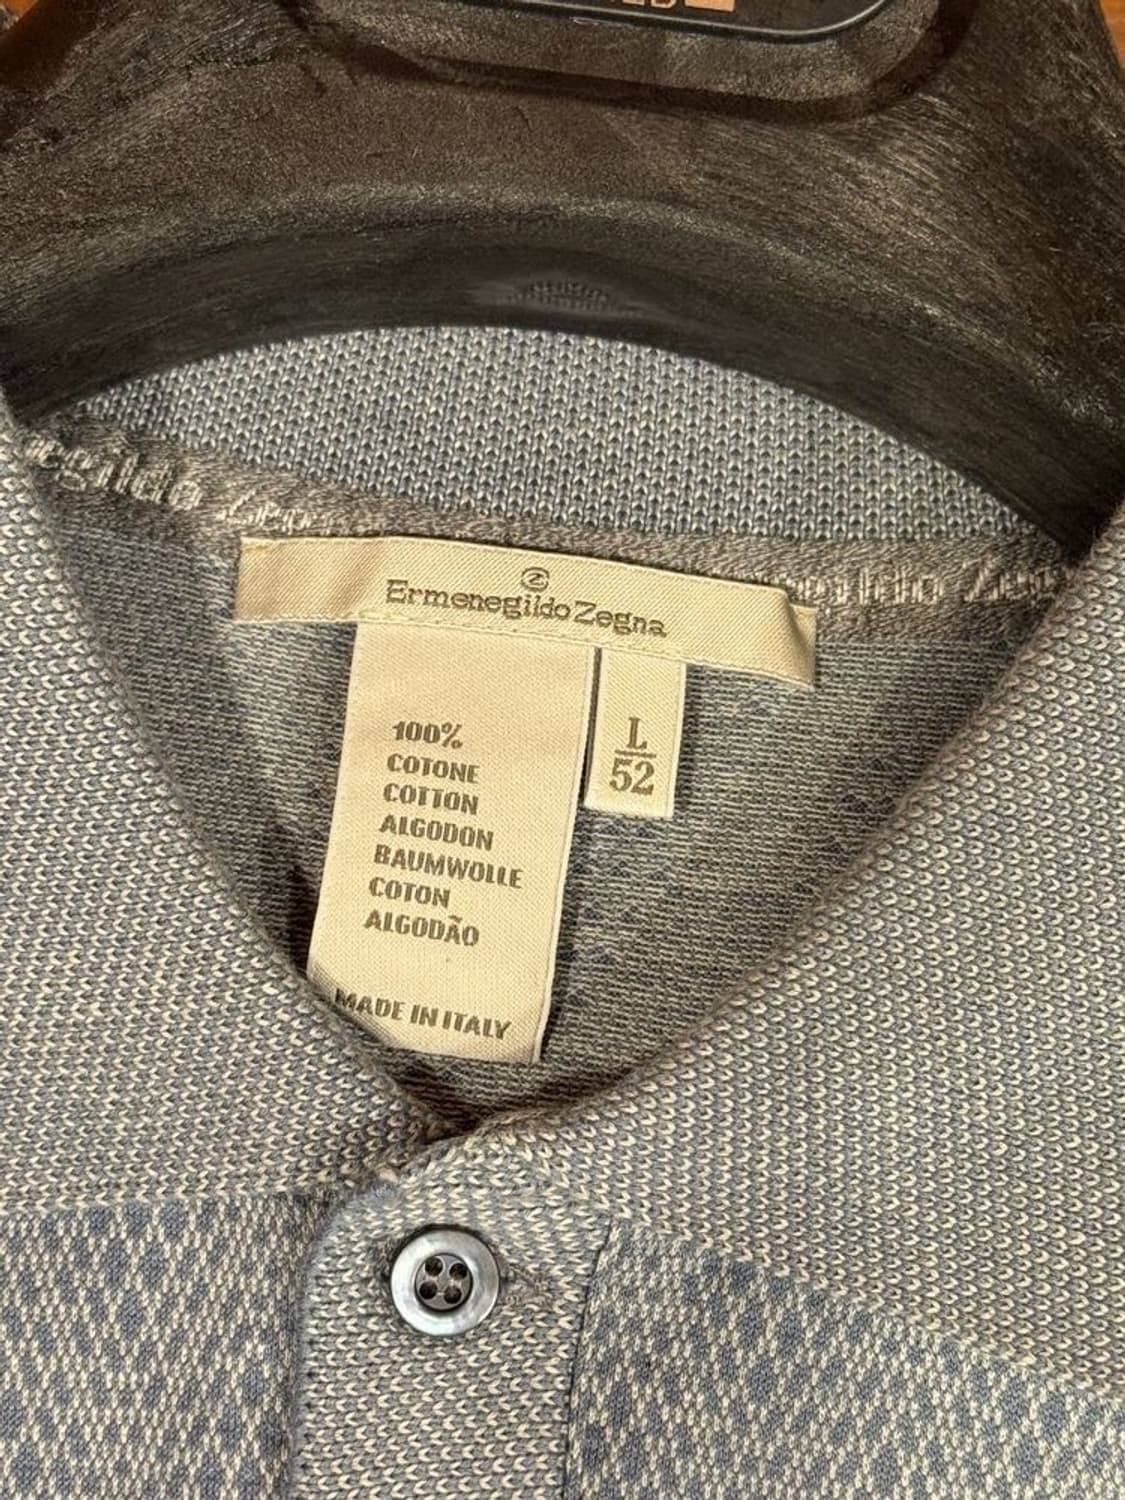 Ermenegildo Zegna
100%
COTONE
COTTON
ALGODON
BAUMWOLLE
COTON
ALGODÃO
MADE IN ITALY
L
52